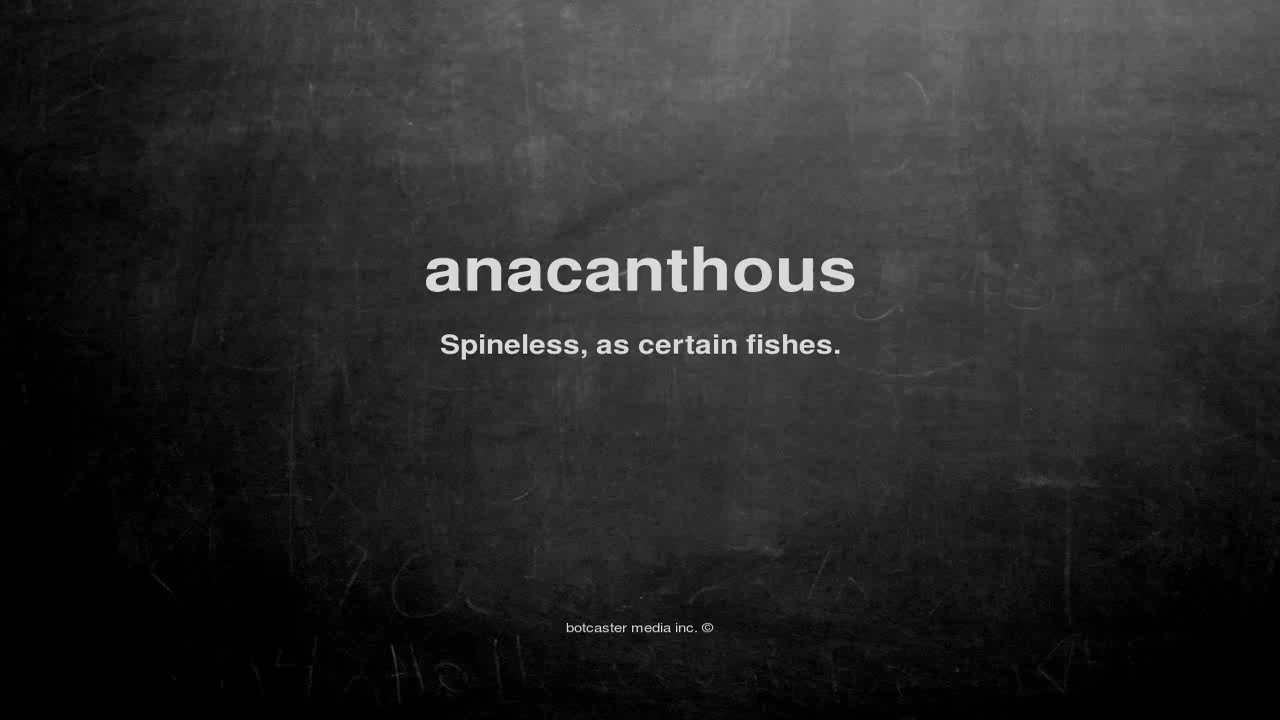 anacanthous
Spineless, as certain fishes.
botcaster media inc. ©